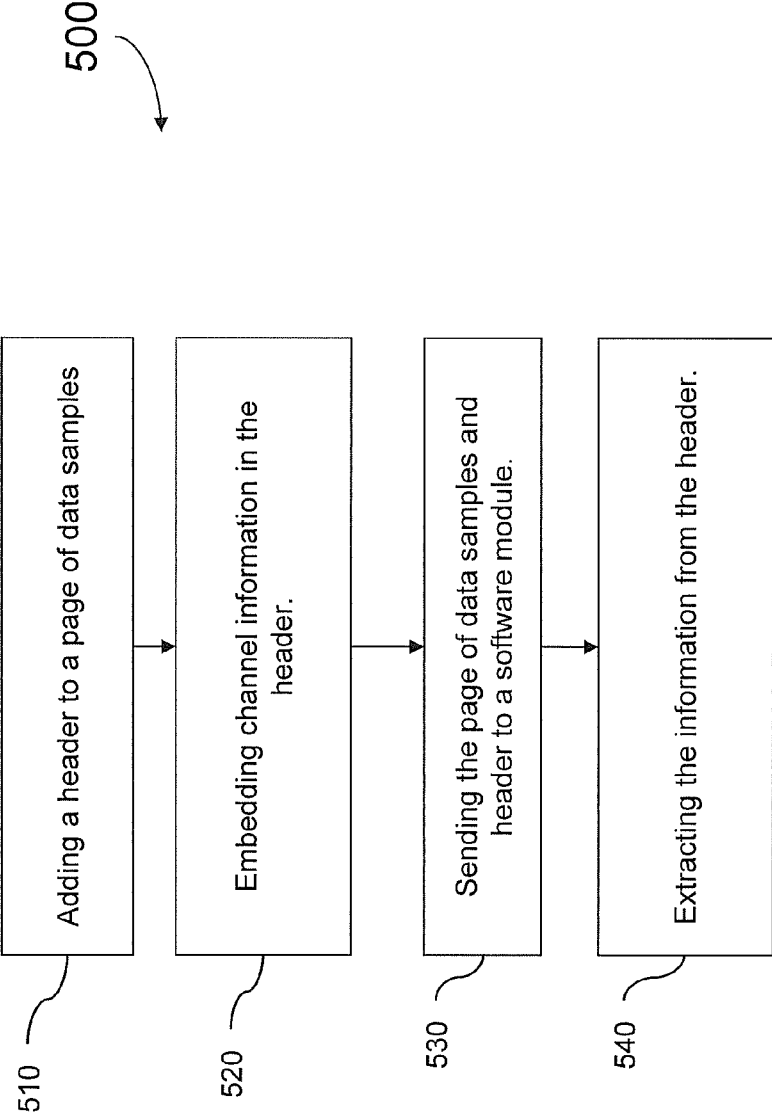 500
510
Adding a header to a page of data samples
520
Embedding channel information in the
header.
530
Sending the page of data samples and
header to a software module.
540
Extracting the information from the header.